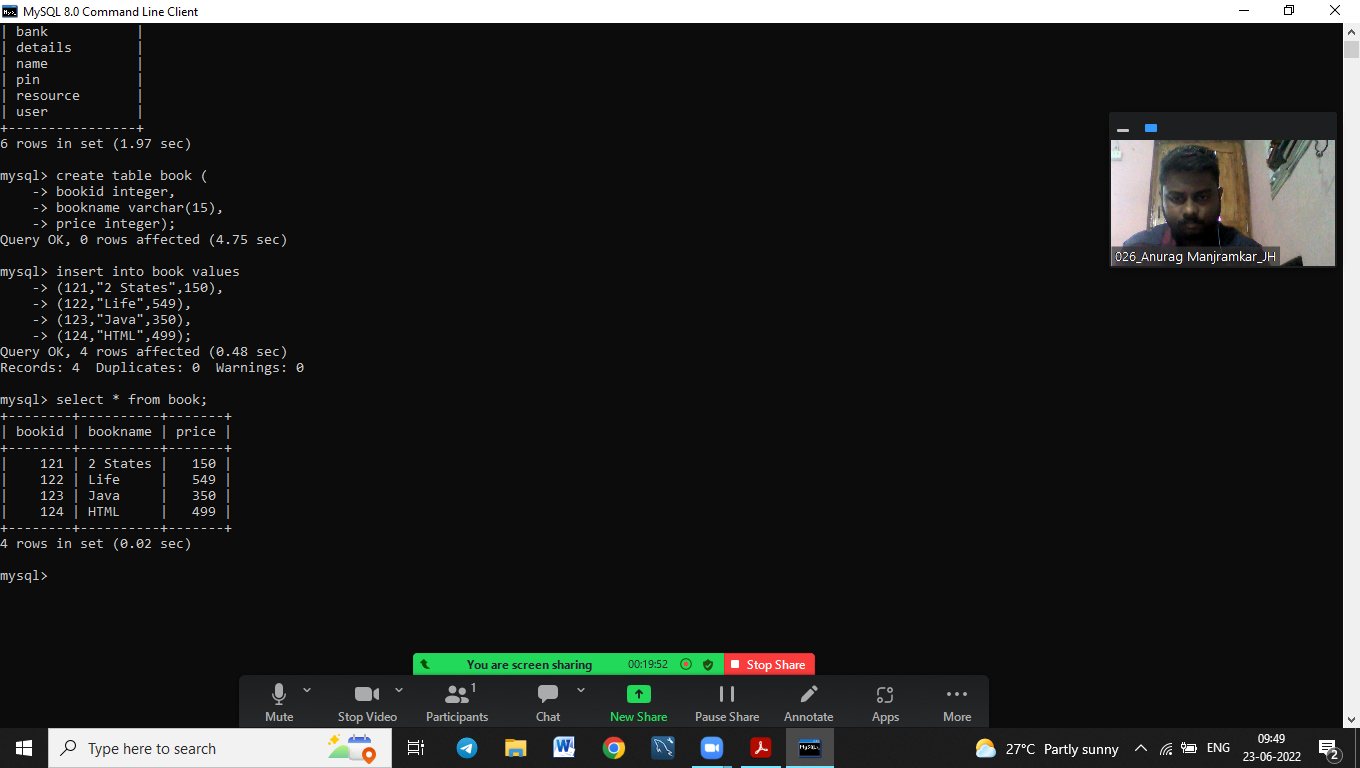 MySQL 8.0 Command Line Client
| bank           |
| details        |
| name           |
| pin            |
| resource       |
| user           |
+----------------+
6 rows in set (1.97 sec)
mysql> create table book (
    -> bookid integer,
    -> bookname varchar(15),
    -> price integer);
Query OK, 0 rows affected (4.75 sec)
mysql> insert into book values
    -> (121,"2 States",150),
    -> (122,"Life",549),
    -> (123,"Java",350),
    -> (124,"HTML",499);
Query OK, 4 rows affected (0.48 sec)
Records: 4  Duplicates: 0  Warnings: 0
mysql> select * from book;
+--------+----------+-------+
| bookid | bookname | price |
+--------+----------+-------+
|    121 | 2 States |   150 |
|    122 | Life     |   549 |
|    123 | Java     |   350 |
|    124 | HTML     |   499 |
+--------+----------+-------+
4 rows in set (0.02 sec)
mysql>
026_Anurag Manjramkar_JH
You are screen sharing 00:19:52 Stop Share
1
Mute Stop Video Participants Chat New Share Pause Share Annotate Apps More
Type here to search
W
MySQL
27°C Partly sunny
ENG
09:49
23-06-2022
2